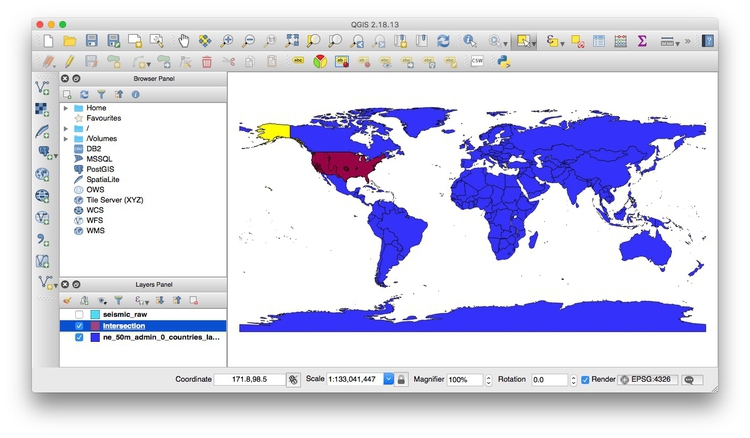 QGIS 2.18.13
Browser Panel
Home
Favourites
/
/Volumes
DB2
MSSQL
PostGIS
SpatiaLite
OWS
Tile Server (XYZ)
WCS
WFS
WMS
Layers Panel
seismic_raw
Intersection
ne_50m_admin_0_countries_la...
Coordinate 171.8,98.5 Scale 1:133,041,447 Magnifier 100% Rotation 0.0 Render EPSG:4326